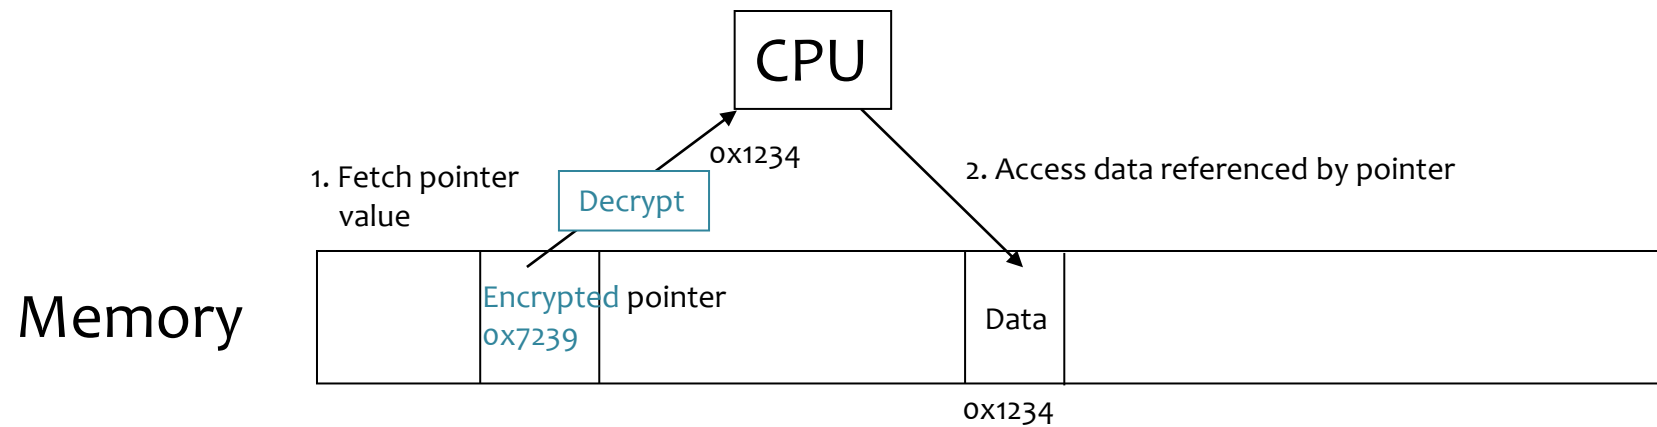 CPU
0x1234
1. Fetch pointer
value
2. Access data referenced by pointer
Decrypt
Memory
Encrypted pointer
0x7239
Data
0x1234